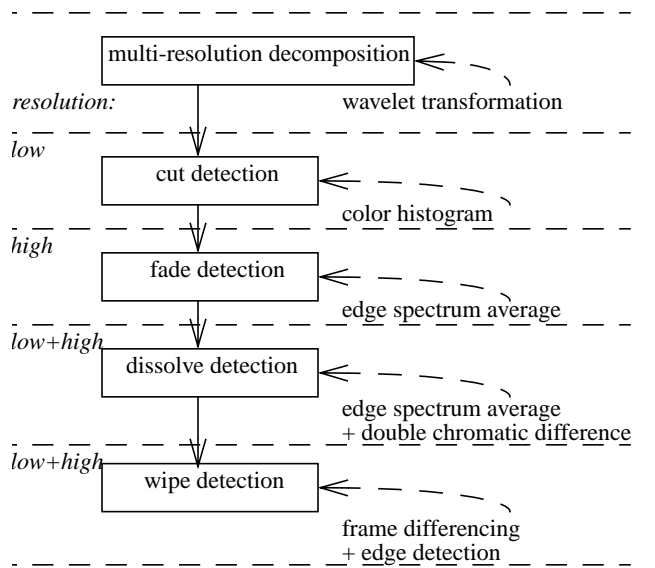 multi-resolution decomposition
resolution:
wavelet transformation
low
cut detection
color histogram
high
fade detection
edge spectrum average
low+high
dissolve detection
edge spectrum average
+ double chromatic difference
low+high
wipe detection
frame differencing
+ edge detection